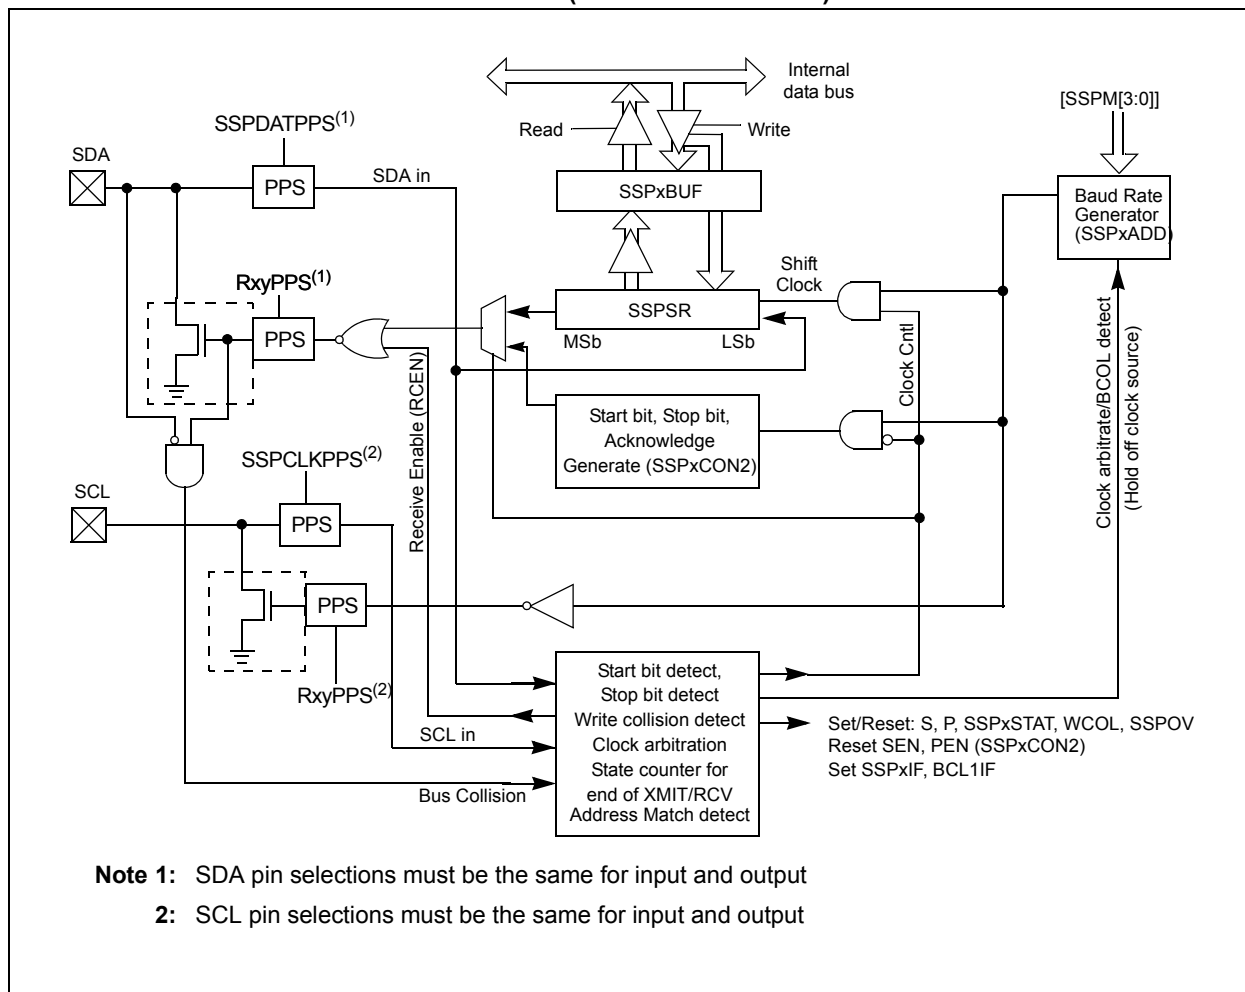 Internal
data bus
[SSPM[3:0]]
SSPDATPPS(1)
Read
Write
SDA
PPS
SDA in
SSPxBUF
Baud Rate
Generator
(SSPxADD)
Shift
Clock
RxyPPS(1)
PPS
SSPSR
MSb
LSb
Receive Enable (RCEN)
Clock Cntl
Clock arbitrate/BCOL detect
(Hold off clock source)
Start bit, Stop bit,
Acknowledge
Generate (SSPxCON2)
SSPCLKPPS(2)
SCL
PPS
PPS
RxyPPS(2)
SCL in
Bus Collision
Start bit detect,
Stop bit detect
Write collision detect
Clock arbitration
State counter for
end of XMIT/RCV
Address Match detect
Set/Reset: S, P, SSPxSTAT, WCOL, SSPOV
Reset SEN, PEN (SSPxCON2)
Set SSPxIF, BCL1IF
Note 1: SDA pin selections must be the same for input and output
2: SCL pin selections must be the same for input and output